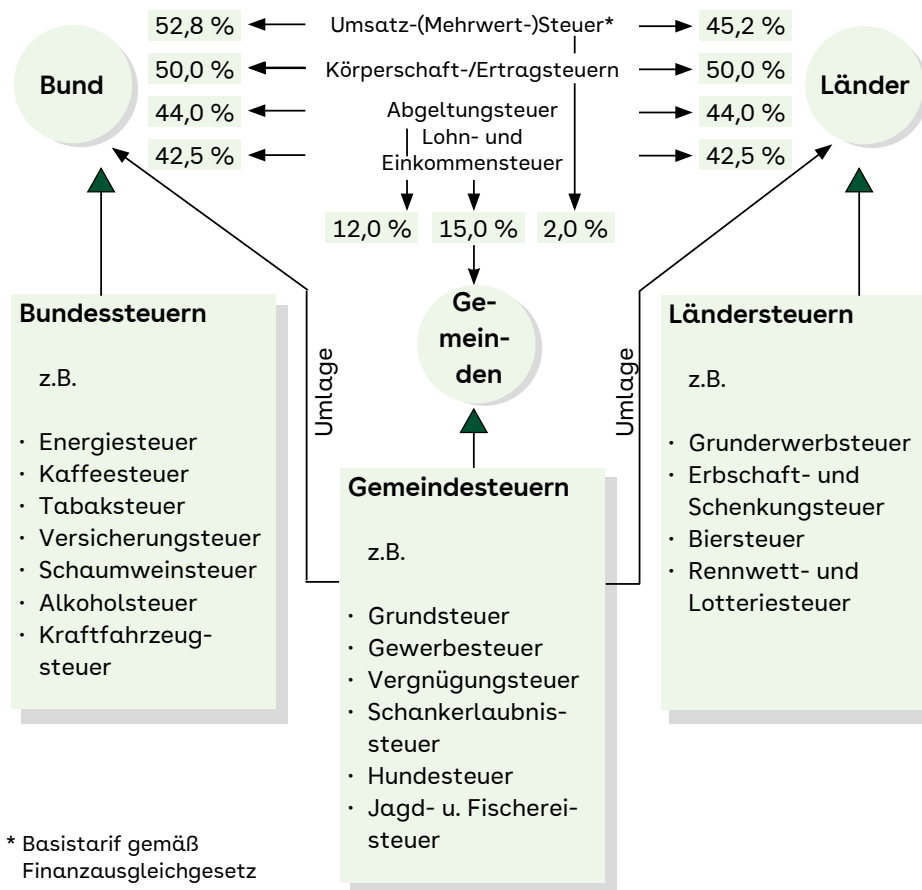 52,8 % Umsatz-(Mehrwert-)Steuer* 45,2 %
Bund 50,0 % Körperschaft-/Ertragsteuern 50,0 % Länder
44,0 % Abgeltungsteuer 44,0 %
Lohn- und
42,5 % Einkommensteuer 42,5 %
12,0 % 15,0 % 2,0 %
Ge-
mein-
den
Bundessteuern
z.B.
· Energiesteuer
· Kaffeesteuer
· Tabaksteuer
· Versicherungsteuer
· Schaumweinsteuer
· Alkoholsteuer
· Kraftfahrzeug-
steuer
Umlage
Gemeindesteuern
z.B.
· Grundsteuer
· Gewerbesteuer
· Vergnügungsteuer
· Schankerlaubnis-
steuer
· Hundesteuer
· Jagd- u. Fischerei-
steuer
Umlage
Ländersteuern
z.B.
· Grunderwerbsteuer
· Erbschaft- und
Schenkungsteuer
· Biersteuer
· Rennwett- und
Lotteriesteuer
* Basistarif gemäß
Finanzausgleichgesetz